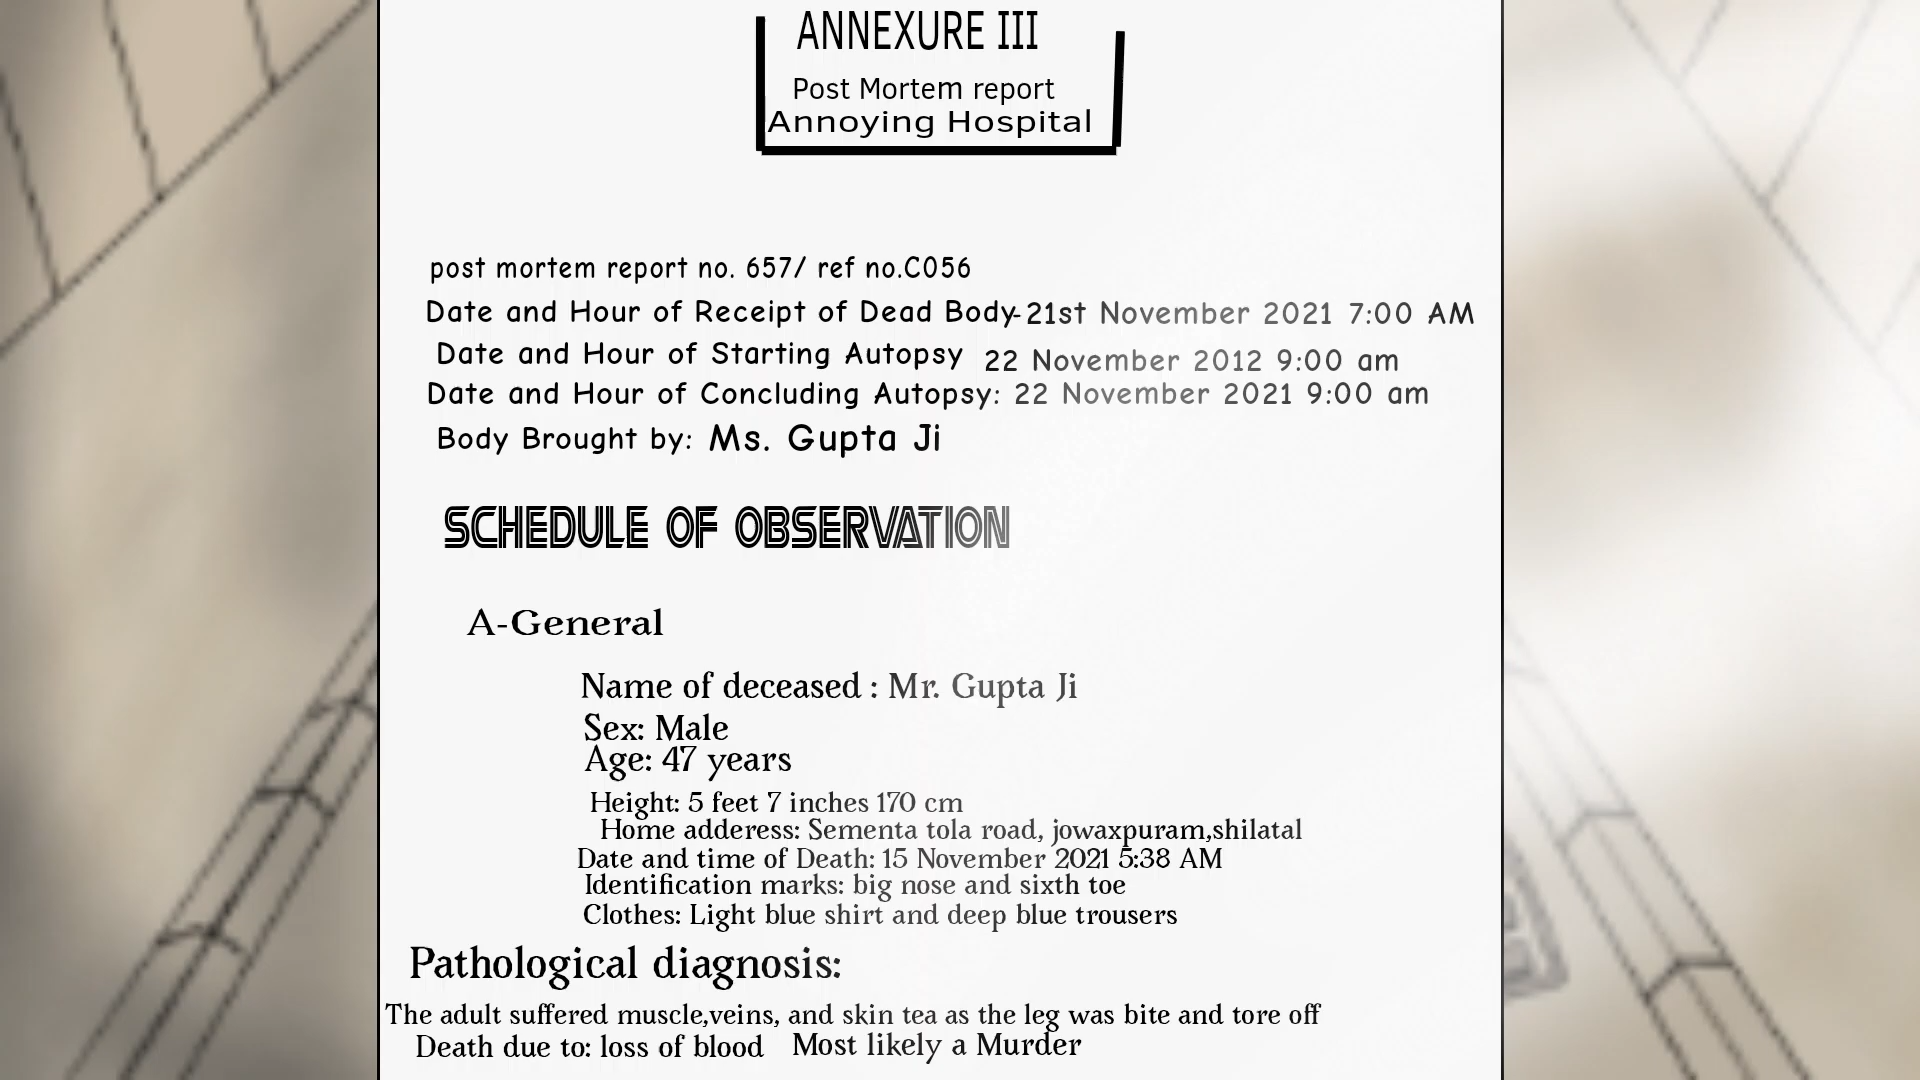 ANNEXURE III
Post Mortem report
Annoying Hospital
post mortem report no. 657/ ref no.C056
Date and Hour of Receipt of Dead Body-21st November 2021 7:00 AM
Date and Hour of Starting Autopsy 22 November 2012 9:00 am
Date and Hour of Concluding Autopsy: 22 November 2021 9:00 am
Body Brought by: Ms. Gupta Ji
SCHEDULE OF OBSERVATION
A-General
Name of deceased : Mr. Gupta Ji
Sex: Male
Age: 47 years
Height: 5 feet 7 inches 170 cm
Home adderess: Sementa tola road, jowaxpuram,shilatal
Date and time of Death: 15 November 2021 5:38 AM
Identification marks: big nose and sixth toe
Clothes: Light blue shirt and deep blue trousers
Pathological diagnosis:
The adult suffered muscle,veins, and skin tea as the leg was bite and tore off
Death due to: loss of blood Most likely a Murder